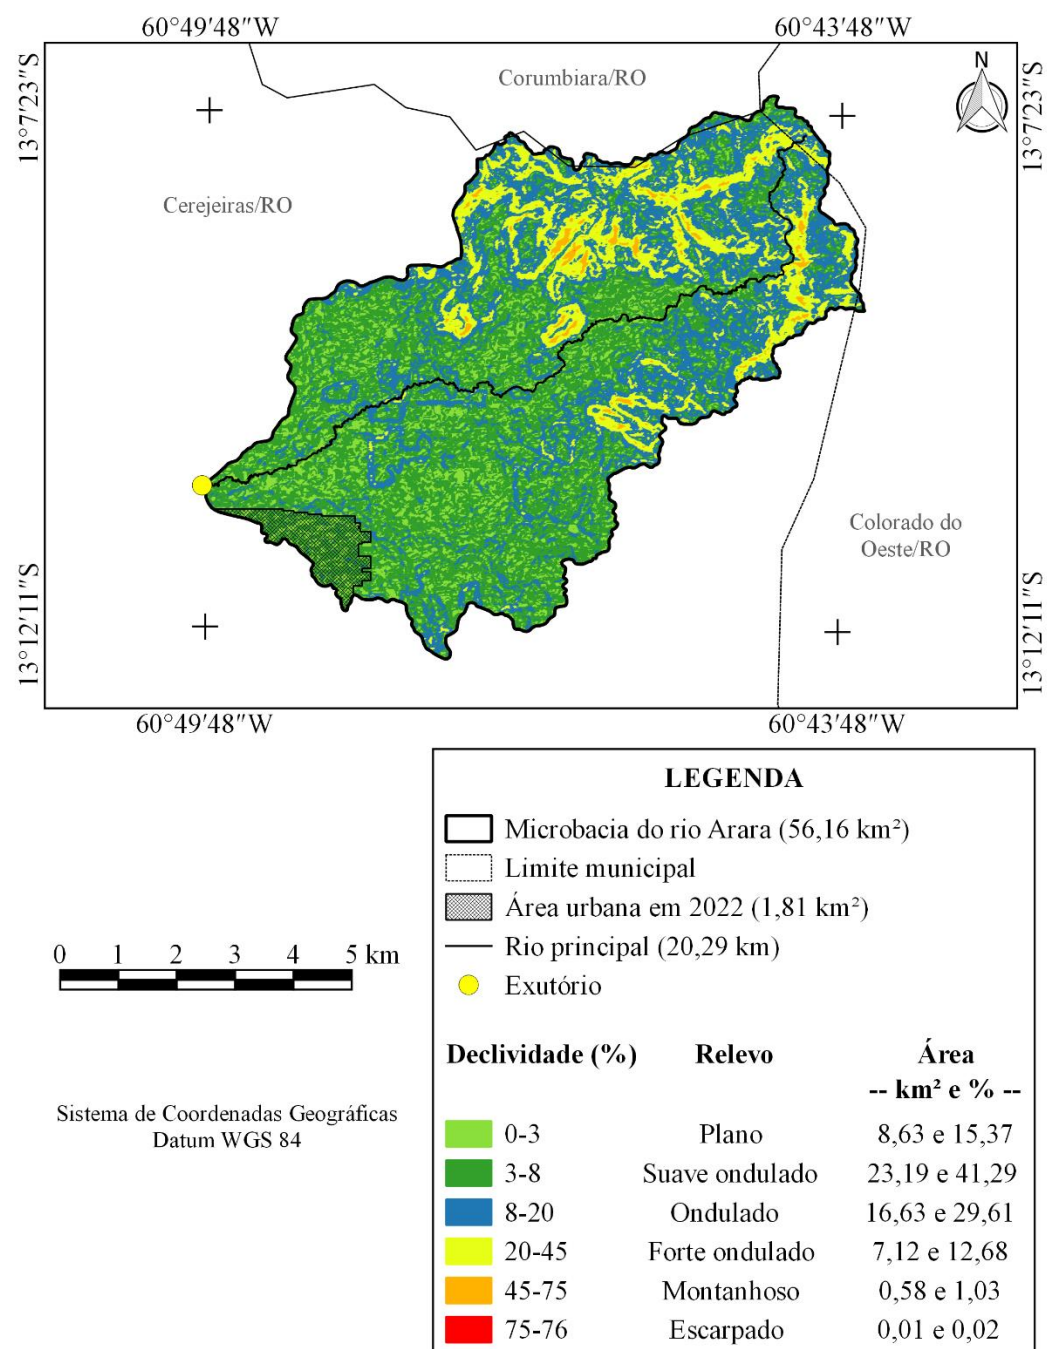 60°49′48″W 60°43′48″W
13°7′23″S
13°7′23″S
N
Corumbiara/RO
Cerejeiras/RO
Colorado do
Oeste/RO
13°12′11″S
13°12′11″S
60°49′48″W 60°43′48″W
LEGENDA
Microbacia do rio Arara (56,16 km²)
Limite municipal
Área urbana em 2022 (1,81 km²)
Rio principal (20,29 km)
Exutório
0 1 2 3 4 5 km
Sistema de Coordenadas Geográficas
Datum WGS 84
Declividade (%) Relevo Área
-- km² e % --
0-3 Plano 8,63 e 15,37
3-8 Suave ondulado 23,19 e 41,29
8-20 Ondulado 16,63 e 29,61
20-45 Forte ondulado 7,12 e 12,68
45-75 Montanhoso 0,58 e 1,03
75-76 Escarpado 0,01 e 0,02